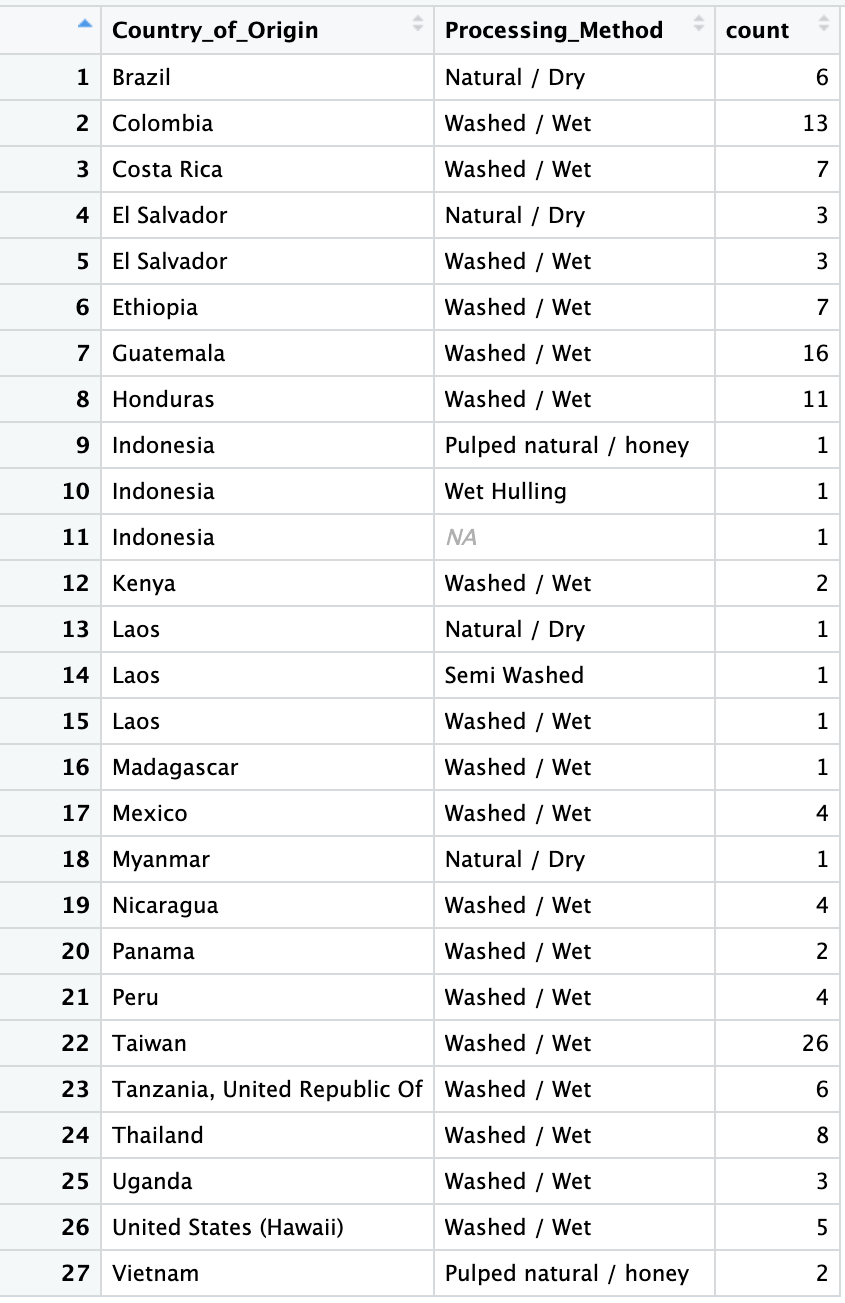 Country_of_Origin Processing_Method count
1 Brazil Natural / Dry 6
2 Colombia Washed / Wet 13
3 Costa Rica Washed / Wet 7
4 El Salvador Natural / Dry 3
5 El Salvador Washed / Wet 3
6 Ethiopia Washed / Wet 7
7 Guatemala Washed / Wet 16
8 Honduras Washed / Wet 11
9 Indonesia Pulped natural / honey 1
10 Indonesia Wet Hulling 1
11 Indonesia NA 1
12 Kenya Washed / Wet 2
13 Laos Natural / Dry 1
14 Laos Semi Washed 1
15 Laos Washed / Wet 1
16 Madagascar Washed / Wet 1
17 Mexico Washed / Wet 4
18 Myanmar Natural / Dry 1
19 Nicaragua Washed / Wet 4
20 Panama Washed / Wet 2
21 Peru Washed / Wet 4
22 Taiwan Washed / Wet 26
23 Tanzania, United Republic Of Washed / Wet 6
24 Thailand Washed / Wet 8
25 Uganda Washed / Wet 3
26 United States (Hawaii) Washed / Wet 5
27 Vietnam Pulped natural / honey 2